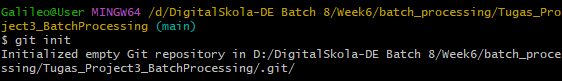 Galileo@User MINGW64 /d/DigitalSkola-DE Batch 8/Week6/batch_processing/Tugas_Pro
ject3_BatchProcessing (main)
$ git init
Initialized empty Git repository in D:/DigitalSkola-DE Batch 8/Week6/batch_proce
ssing/Tugas_Project3_BatchProcessing/.git/